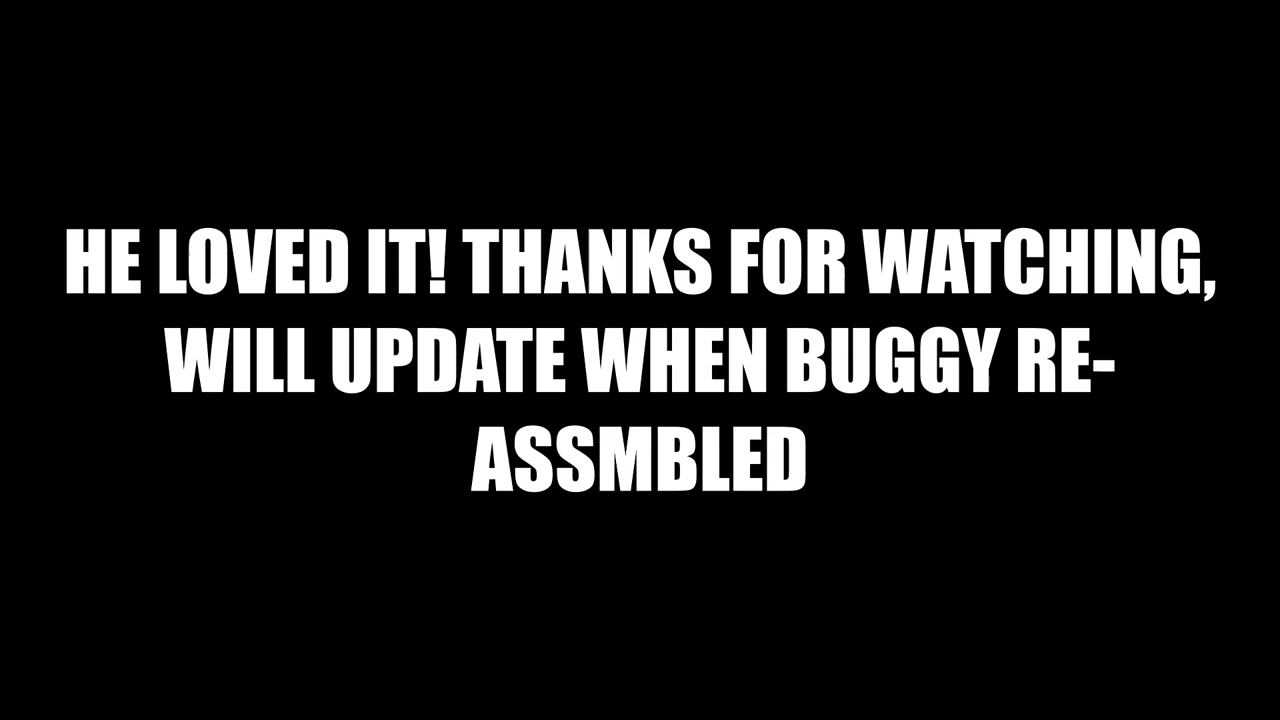 HE LOVED IT! THANKS FOR WATCHING,
WILL UPDATE WHEN BUGGY RE-
ASSMBLED